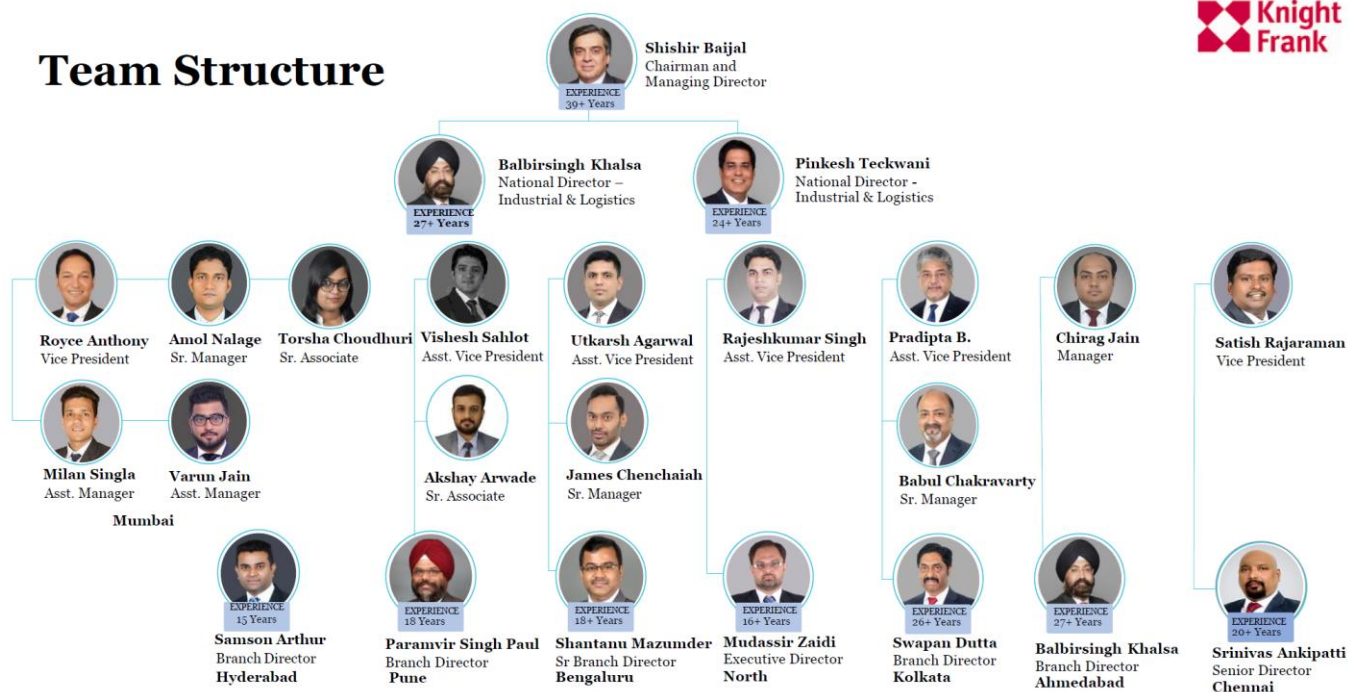 Team Structure
Knight
Frank
Shishir Baijal
Chairman and
Managing Director
EXPERIENCE
39+ Years
Balbirsingh Khalsa
National Director –
Industrial & Logistics
EXPERIENCE
27+ Years
Pinkesh Teckwani
National Director -
Industrial & Logistics
EXPERIENCE
24+ Years
Royce Anthony
Vice President
Amol Nalage
Sr. Manager
Torsha Choudhuri
Sr. Associate
Vishesh Sahlot
Asst. Vice President
Utkarsh Agarwal
Asst. Vice President
Rajeshkumar Singh
Asst. Vice President
Pradipta B.
Asst. Vice President
Chirag Jain
Manager
Satish Rajaraman
Vice President
Milan Singla
Asst. Manager
Varun Jain
Asst. Manager
Mumbai
Akshay Arwade
Sr. Associate
James Chenchaiah
Sr. Manager
Babul Chakravarty
Sr. Manager
EXPERIENCE
15 Years
Samson Arthur
Branch Director
Hyderabad
EXPERIENCE
18 Years
Paramvir Singh Paul
Branch Director
Pune
EXPERIENCE
18+ Years
Shantanu Mazumder
Sr Branch Director
Bengaluru
EXPERIENCE
16+ Years
Mudassir Zaidi
Executive Director
North
EXPERIENCE
26+ Years
Swapan Dutta
Branch Director
Kolkata
EXPERIENCE
27+ Years
Balbirsingh Khalsa
Branch Director
Ahmedabad
EXPERIENCE
20+ Years
Srinivas Ankipatti
Senior Director
Chennai